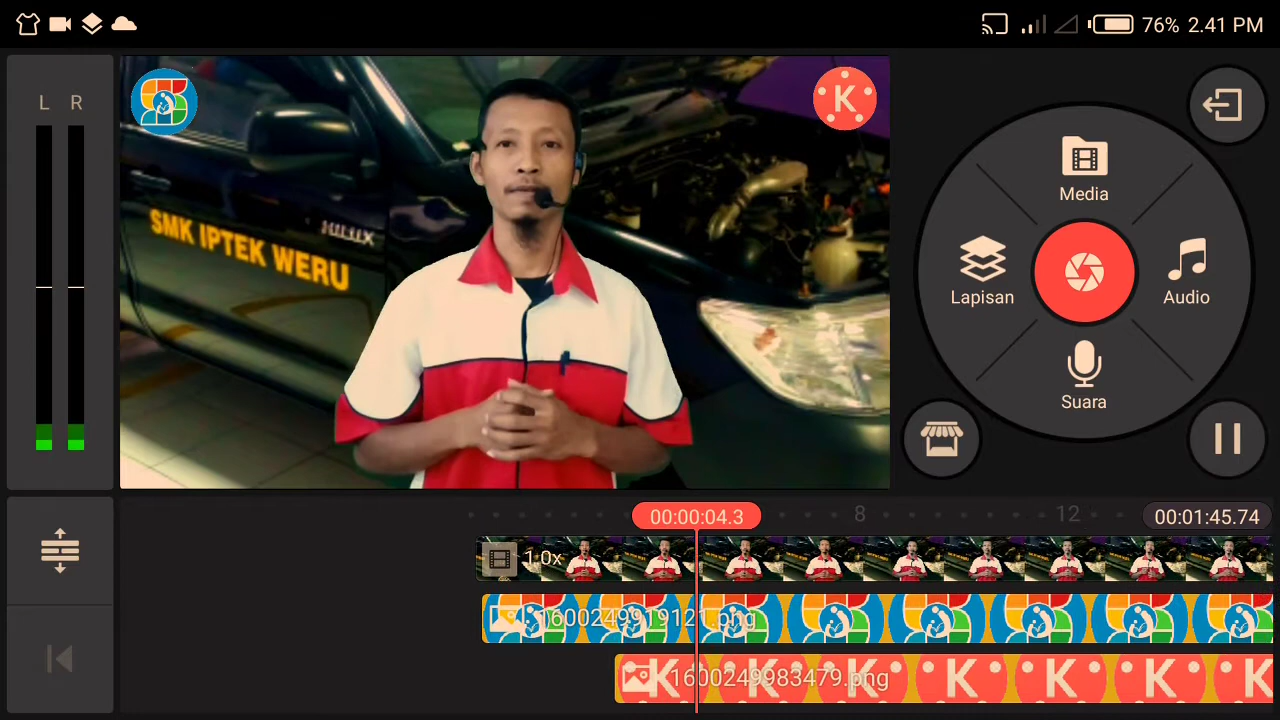 76% 2.41 PM
L R
K
SMK IPTEK WERU
HILUX
Media
Lapisan
Audio
Suara
00:00:04.3
8
12
00:01:45.74
1.0x
1600249919121.png
1600249983479.png
K K K K K K K